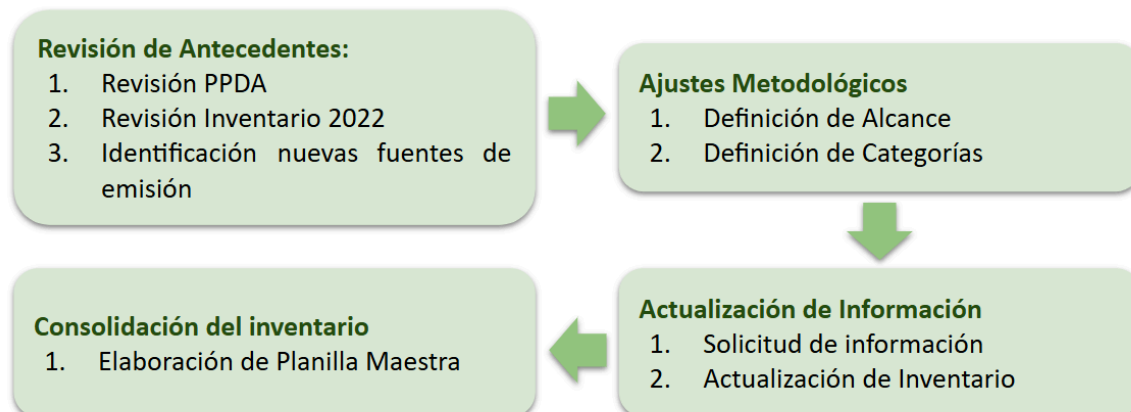 Revisión de Antecedentes:
1. Revisión PPDA
2. Revisión Inventario 2022
3. Identificación nuevas fuentes de
emisión
Ajustes Metodológicos
1. Definición de Alcance
2. Definición de Categorías
Actualización de Información
1. Solicitud de información
2. Actualización de Inventario
Consolidación del inventario
1. Elaboración de Planilla Maestra